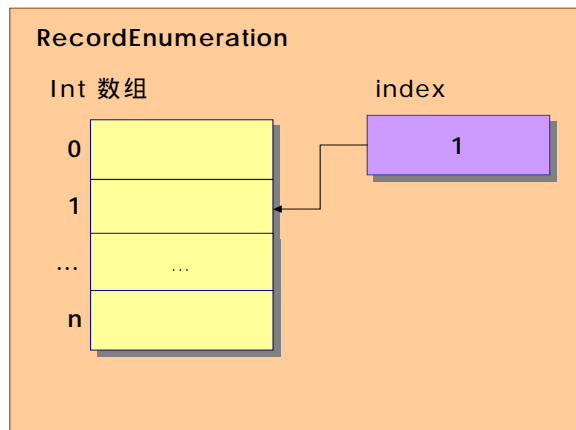 RecordEnumeration
Int 数组
index
0
1
1
...
...
n